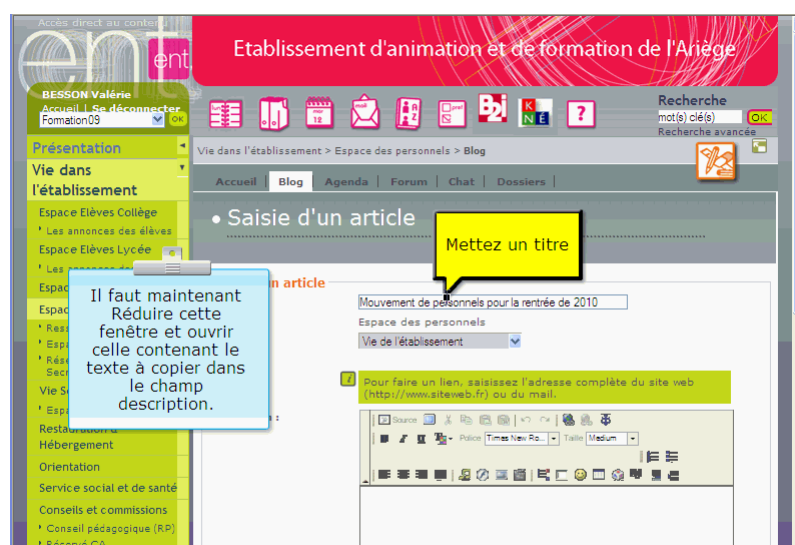 Accès direct au contenu
ent
ent
Etablissement d'animation et de formation de l'Ariège
BESSON Valérie
Accueil | Se déconnecter
Formation09
OK
mar
12
mail
A
Z
B2i
K
N É
?
Recherche
mot(s) clé(s)
OK
Recherche avancée
Présentation
Vie dans l'établissement > Espace des personnels > Blog
Vie dans
l'établissement
Accueil | Blog | Agenda | Forum | Chat | Dossiers |
Espace Elèves Collège
Les annonces des élèves
Espace Elèves Lycée
• Saisie d'un article
Mettez un titre
Il faut maintenant
Réduire cette
fenêtre et ouvrir
celle contenant le
texte à copier dans
le champ
description.
article
Mouvement de personnels pour la rentrée de 2010
Espace des personnels
Vie de l'établissement
Pour faire un lien, saisissez l'adresse complète du site web
(http://www.siteweb.fr) ou du mail.
Source
Police Times New Ro... Taille Medium
Hébergement
Orientation
Service social et de santé
Conseils et commissions
Conseil pédagogique (RP)
Réservé CA